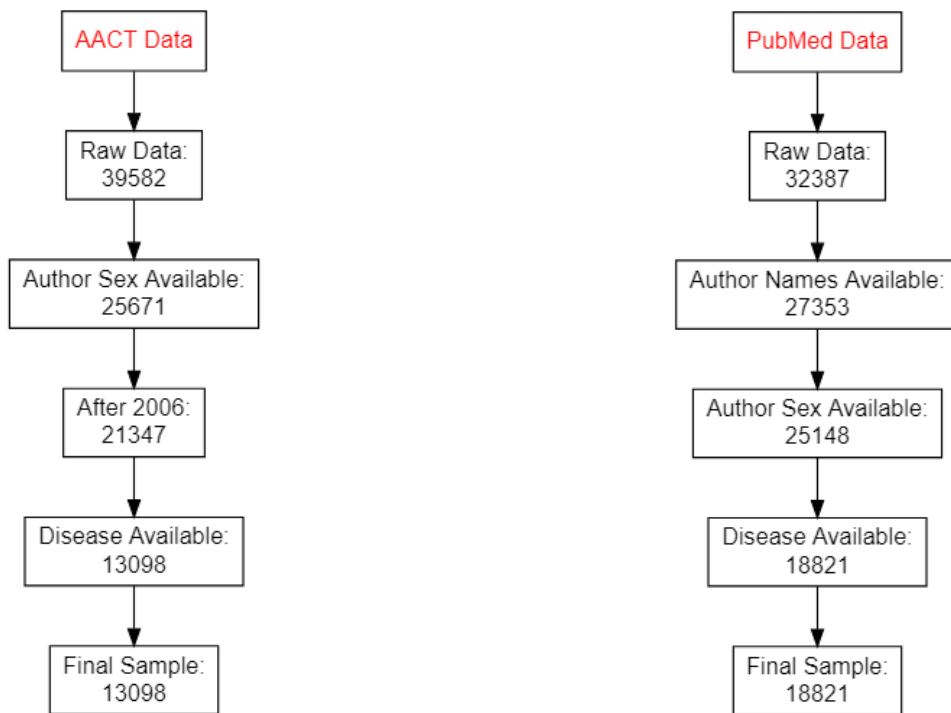 AACT Data
Raw Data:
39582
Author Sex Available:
25671
After 2006:
21347
Disease Available:
13098
Final Sample:
13098
PubMed Data
Raw Data:
32387
Author Names Available:
27353
Author Sex Available:
25148
Disease Available:
18821
Final Sample:
18821